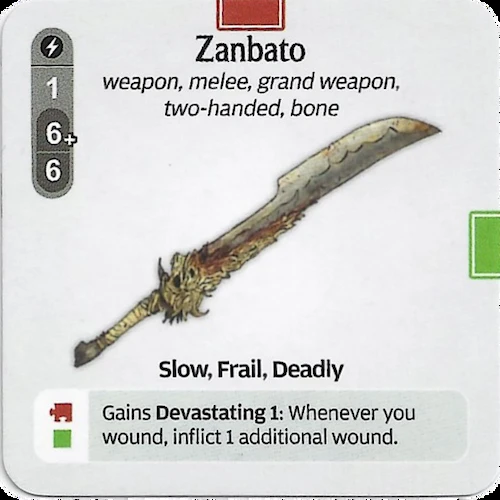 Zanbato
weapon, melee, grand weapon,
two-handed, bone
1
6+
6
Slow, Frail, Deadly
Gains Devastating 1: Whenever you
wound, inflict 1 additional wound.